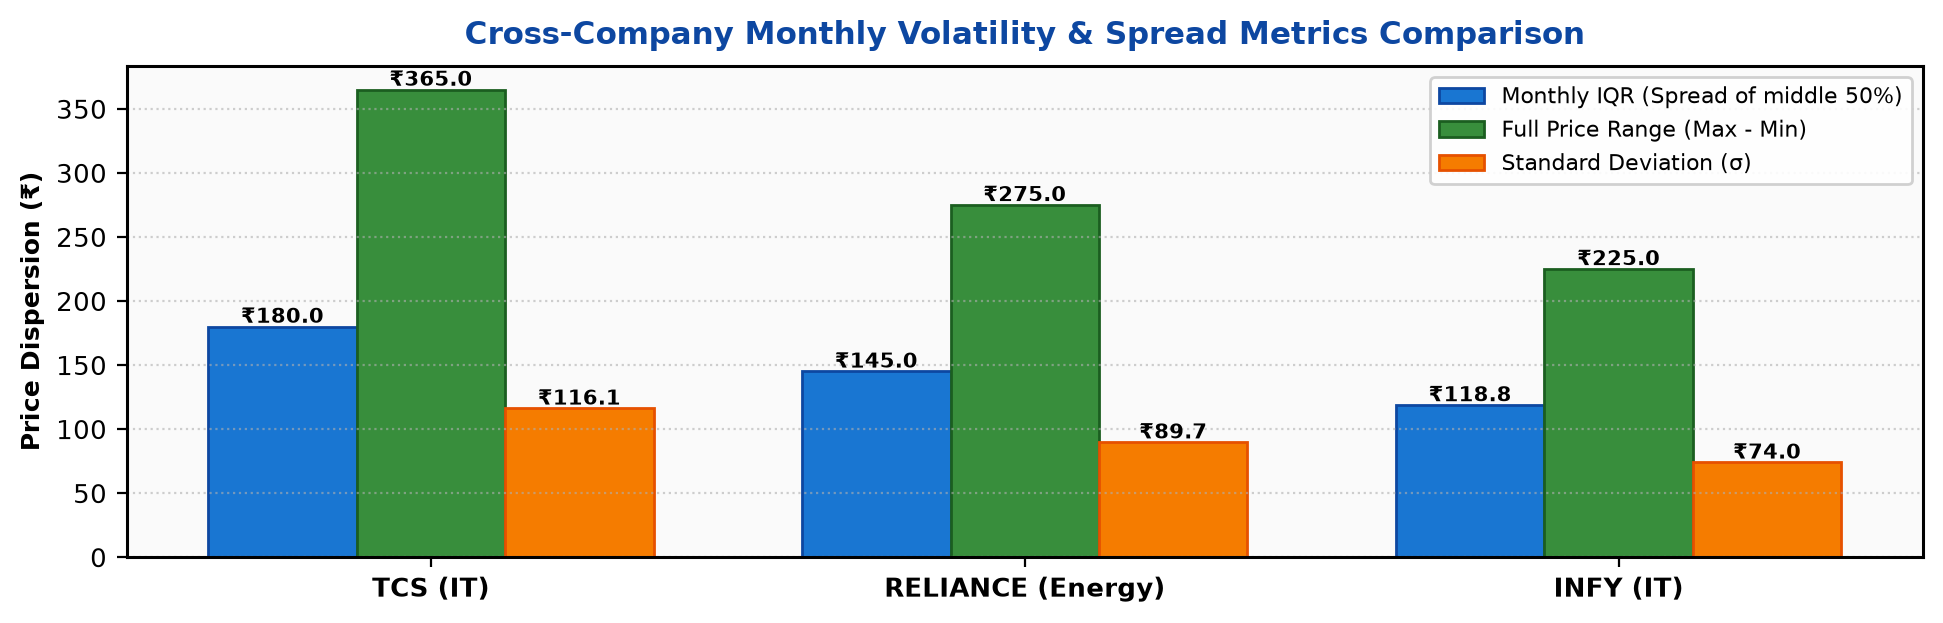 Cross-Company Monthly Volatility & Spread Metrics Comparison
Price Dispersion (₹)
350
300
250
200
150
100
50
0
₹180.0
₹365.0
₹116.1
₹145.0
₹275.0
₹89.7
₹118.8
₹225.0
₹74.0
Monthly IQR (Spread of middle 50%)
Full Price Range (Max - Min)
Standard Deviation (σ)
TCS (IT)
RELIANCE (Energy)
INFY (IT)